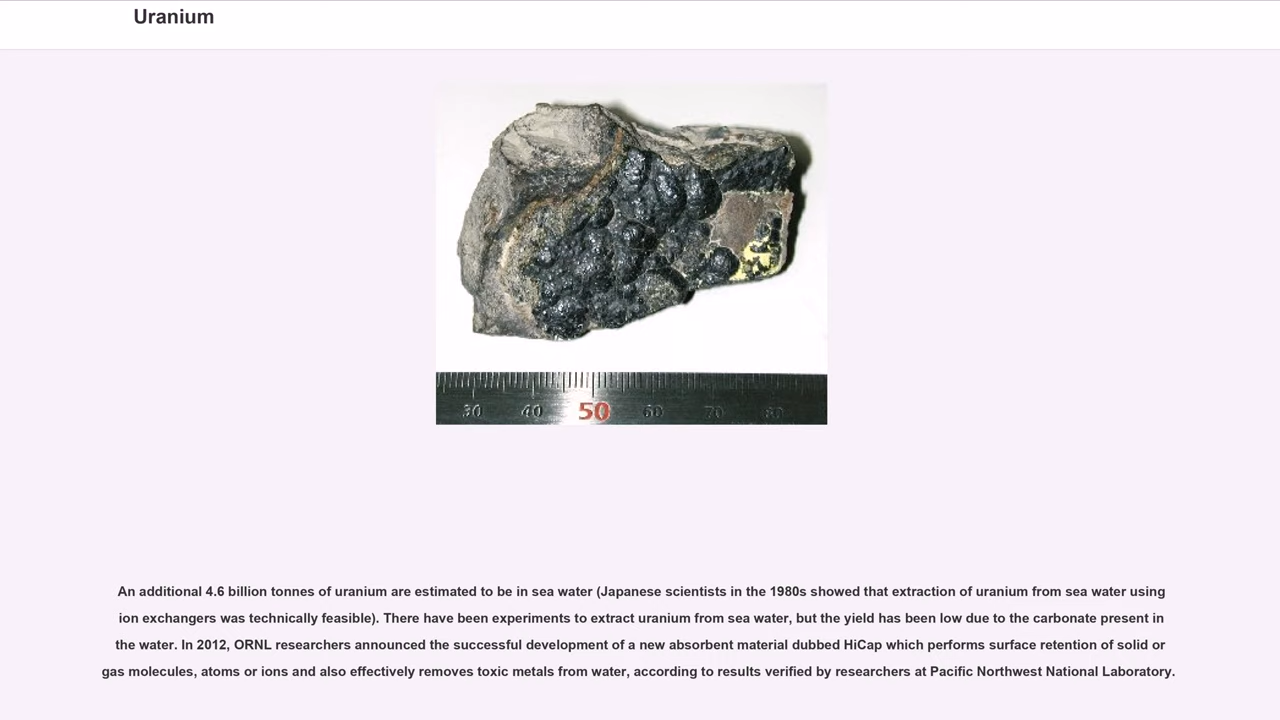 Uranium
30 40 50 60 70 80
An additional 4.6 billion tonnes of uranium are estimated to be in sea water (Japanese scientists in the 1980s showed that extraction of uranium from sea water using
ion exchangers was technically feasible). There have been experiments to extract uranium from sea water, but the yield has been low due to the carbonate present in
the water. In 2012, ORNL researchers announced the successful development of a new absorbent material dubbed HiCap which performs surface retention of solid or
gas molecules, atoms or ions and also effectively removes toxic metals from water, according to results verified by researchers at Pacific Northwest National Laboratory.